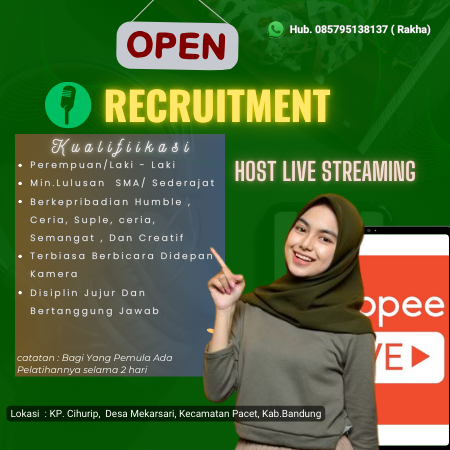 OPEN
Hub. 085795138137 ( Rakha)
RECRUITMENT
Kualifiikasi
HOST LIVE STREAMING
Perempuan/Laki - Laki
Min.Lulusan SMA/ Sederajat
Berkepribadian Humble ,
Ceria, Suple, ceria,
Semangat , Dan Creatif
Terbiasa Berbicara Didepan
Kamera
Disiplin Jujur Dan
Bertanggung Jawab
opee
VE
catatan : Bagi Yang Pemula Ada
Pelatihannya selama 2 hari
Lokasi : KP. Cihurip, Desa Mekarsari, Kecamatan Pacet, Kab.Bandung